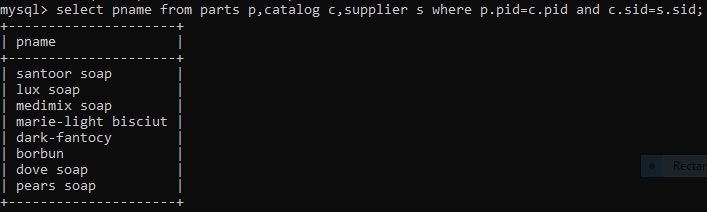 mysql> select pname from parts p,catalog c,supplier s where p.pid=c.pid and c.sid=s.sid;
+---------------------+
| pname               |
+---------------------+
| santoor soap        |
| lux soap            |
| medimix soap        |
| marie-light bisciut |
| dark-fantocy        |
| borbun              |
| dove soap           |
| pears soap          |
+---------------------+
Rectan